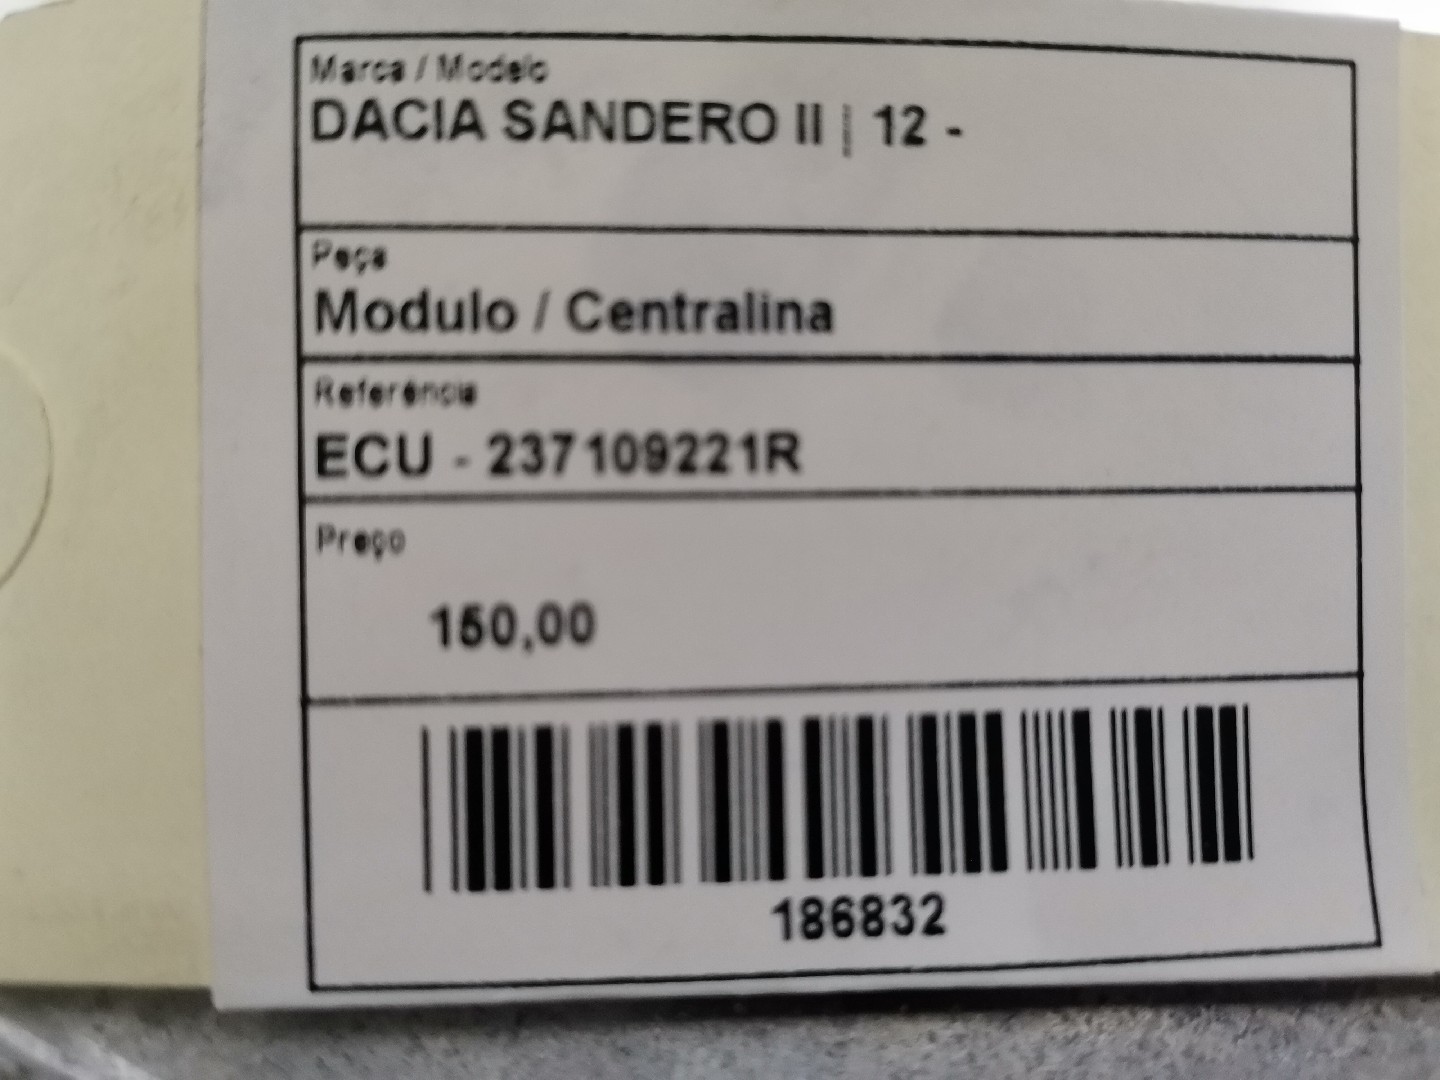 Marca / Modelo
DACIA SANDERO II | 12 -
Peça
Modulo / Centralina
Referência
ECU - 237109221R
Preço
150,00
186832